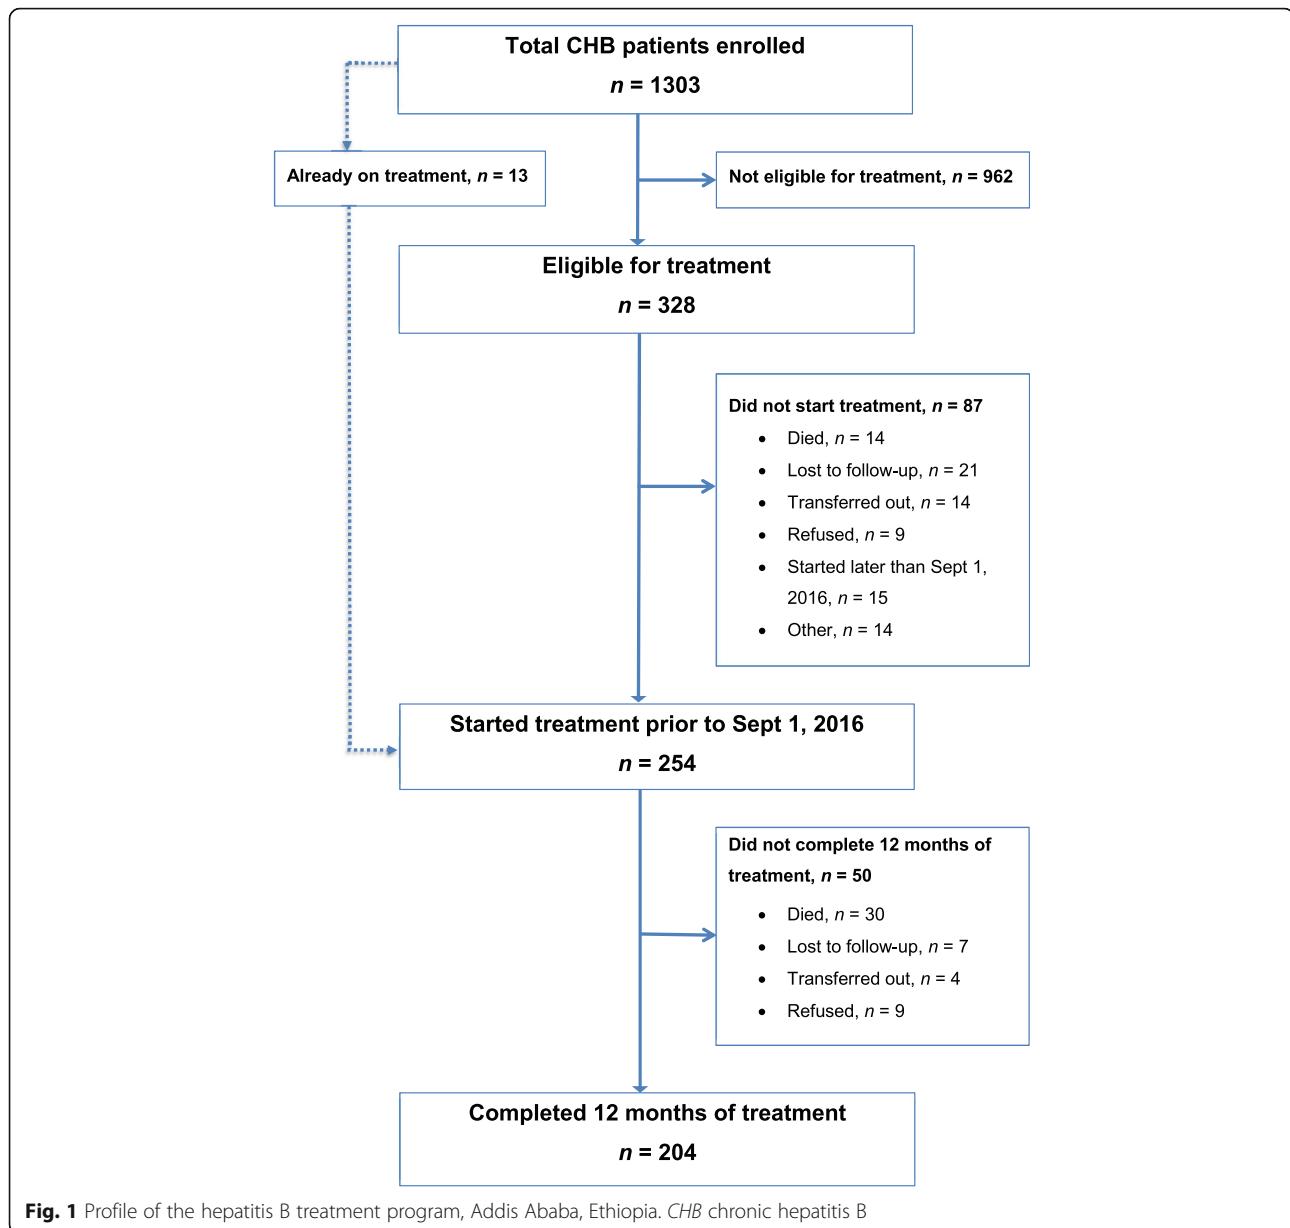 Total CHB patients enrolled
n = 1303
Already on treatment, n = 13
Not eligible for treatment, n = 962
Eligible for treatment
n = 328
Did not start treatment, n = 87
• Died, n = 14
• Lost to follow-up, n = 21
• Transferred out, n = 14
• Refused, n = 9
• Started later than Sept 1,
2016, n = 15
• Other, n = 14
Started treatment prior to Sept 1, 2016
n = 254
Did not complete 12 months of
treatment, n = 50
• Died, n = 30
• Lost to follow-up, n = 7
• Transferred out, n = 4
• Refused, n = 9
Completed 12 months of treatment
n = 204
Fig. 1 Profile of the hepatitis B treatment program, Addis Ababa, Ethiopia. CHB chronic hepatitis B